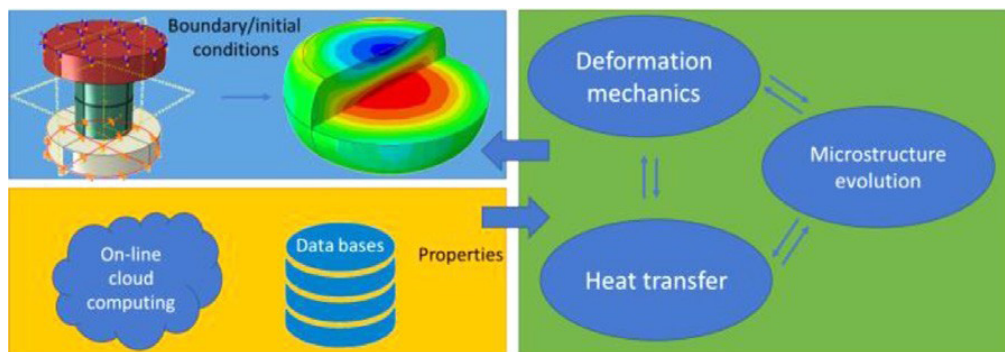 Boundary/initial
conditions
Deformation
mechanics
Microstructure
evolution
Heat transfer
On-line
cloud
computing
Data bases
Properties